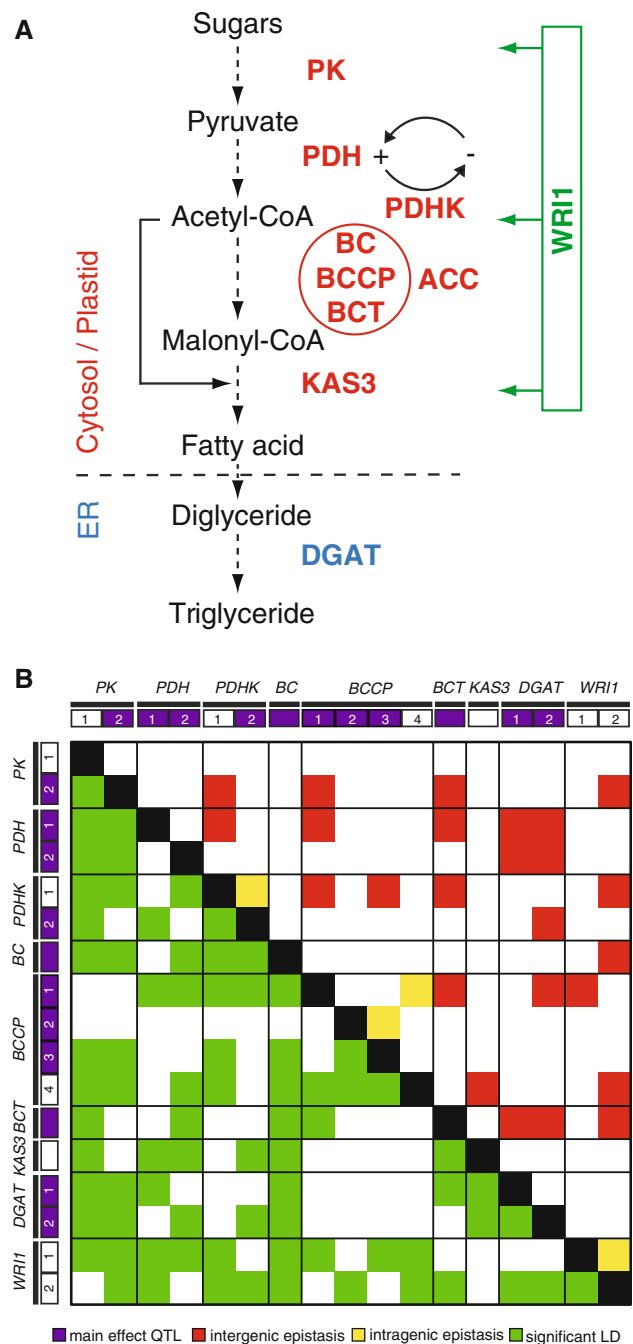 A
Sugars
PK
Pyruvate
PDH + -
PDHK
Acetyl-CoA
BC
BCCP ACC
BCT
WRI1
Malonyl-CoA
KAS3
Cytosol / Plastid
Fatty acid
ER
Diglyceride
DGAT
Triglyceride
B
PK PDH PDHK BC BCCP BCT KAS3 DGAT WRI1
1 2 1 2 1 2 1 2 3 4 1 2 1 2
PK 1
2
PDH 1
2
PDHK 1
2
BC
BCCP 1
2
3
4
BCT
KAS3
DGAT 1
2
WRI1 1
2
main effect QTL intergenic epistasis intragenic epistasis significant LD